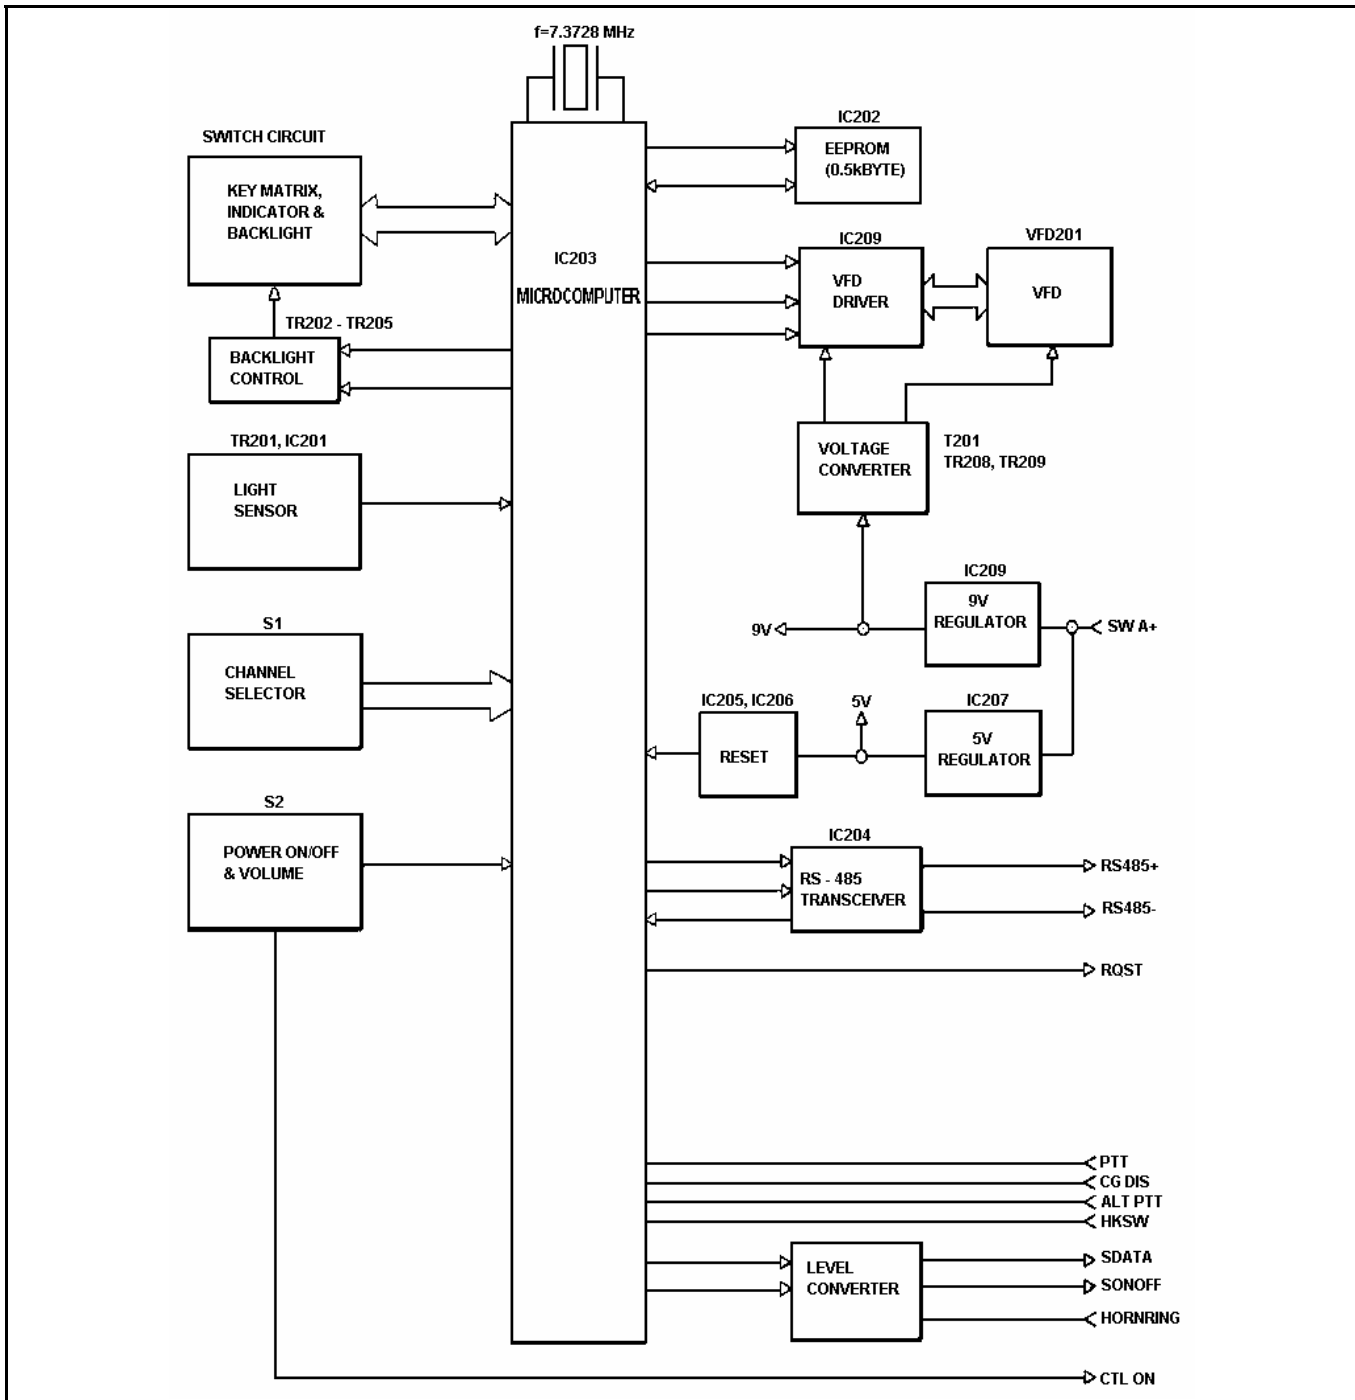 f=7.3728 MHz
SWITCH CIRCUIT
KEY MATRIX,
INDICATOR &
BACKLIGHT
TR202 - TR205
BACKLIGHT
CONTROL
TR201, IC201
LIGHT
SENSOR
S1
CHANNEL
SELECTOR
S2
POWER ON/OFF
& VOLUME
IC203
MICROCOMPUTER
IC202
EEPROM
(0.5kBYTE)
IC209
VFD
DRIVER
VFD201
VFD
VOLTAGE
CONVERTER
T201
TR208, TR209
IC209
9V
REGULATOR
9V
SW A+
IC205, IC206
RESET
5V
IC207
5V
REGULATOR
IC204
RS - 485
TRANSCEIVER
RS485+
RS485-
RQST
PTT
CG DIS
ALT PTT
HKSW
LEVEL
CONVERTER
SDATA
SONOFF
HORNRING
CTL ON